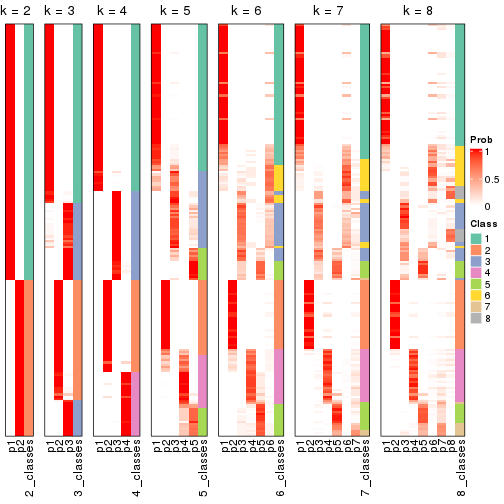 k = 2 k = 3 k = 4 k = 5 k = 6 k = 7 k = 8
Prob
1
0.5
0
Class
1
2
3
4
5
6
7
8
p1 p2 2_classes
p1 p2 p3 3_classes
p1 p2 p3 p4 4_classes
p1 p2 p3 p4 p5 5_classes
p1 p2 p3 p4 p5 p6 6_classes
p1 p2 p3 p4 p5 p6 p7 7_classes
p1 p2 p3 p4 p5 p6 p7 p8 8_classes